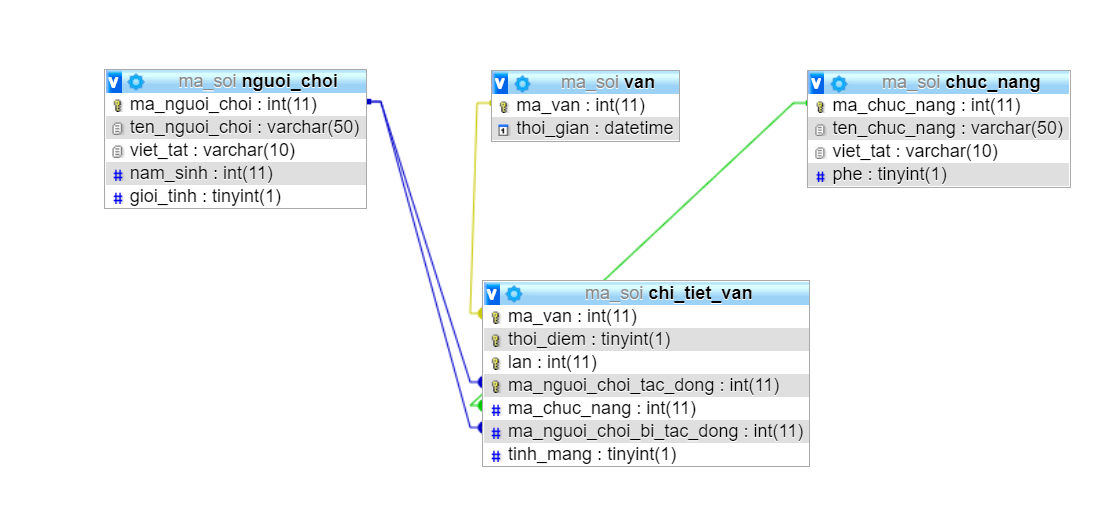 ma_soi nguoi_choi
ma_nguoi_choi : int(11)
ten_nguoi_choi : varchar(50)
viet_tat : varchar(10)
# nam_sinh : int(11)
# gioi_tinh : tinyint(1)
ma_soi van
ma_van : int(11)
thoi_gian : datetime
ma_soi chuc_nang
ma_chuc_nang : int(11)
ten_chuc_nang : varchar(50)
viet_tat : varchar(10)
# phe : tinyint(1)
ma_soi chi_tiet_van
ma_van : int(11)
thoi_diem : tinyint(1)
lan : int(11)
ma_nguoi_choi_tac_dong : int(11)
# ma_chuc_nang : int(11)
# ma_nguoi_choi_bi_tac_dong : int(11)
# tinh_mang : tinyint(1)